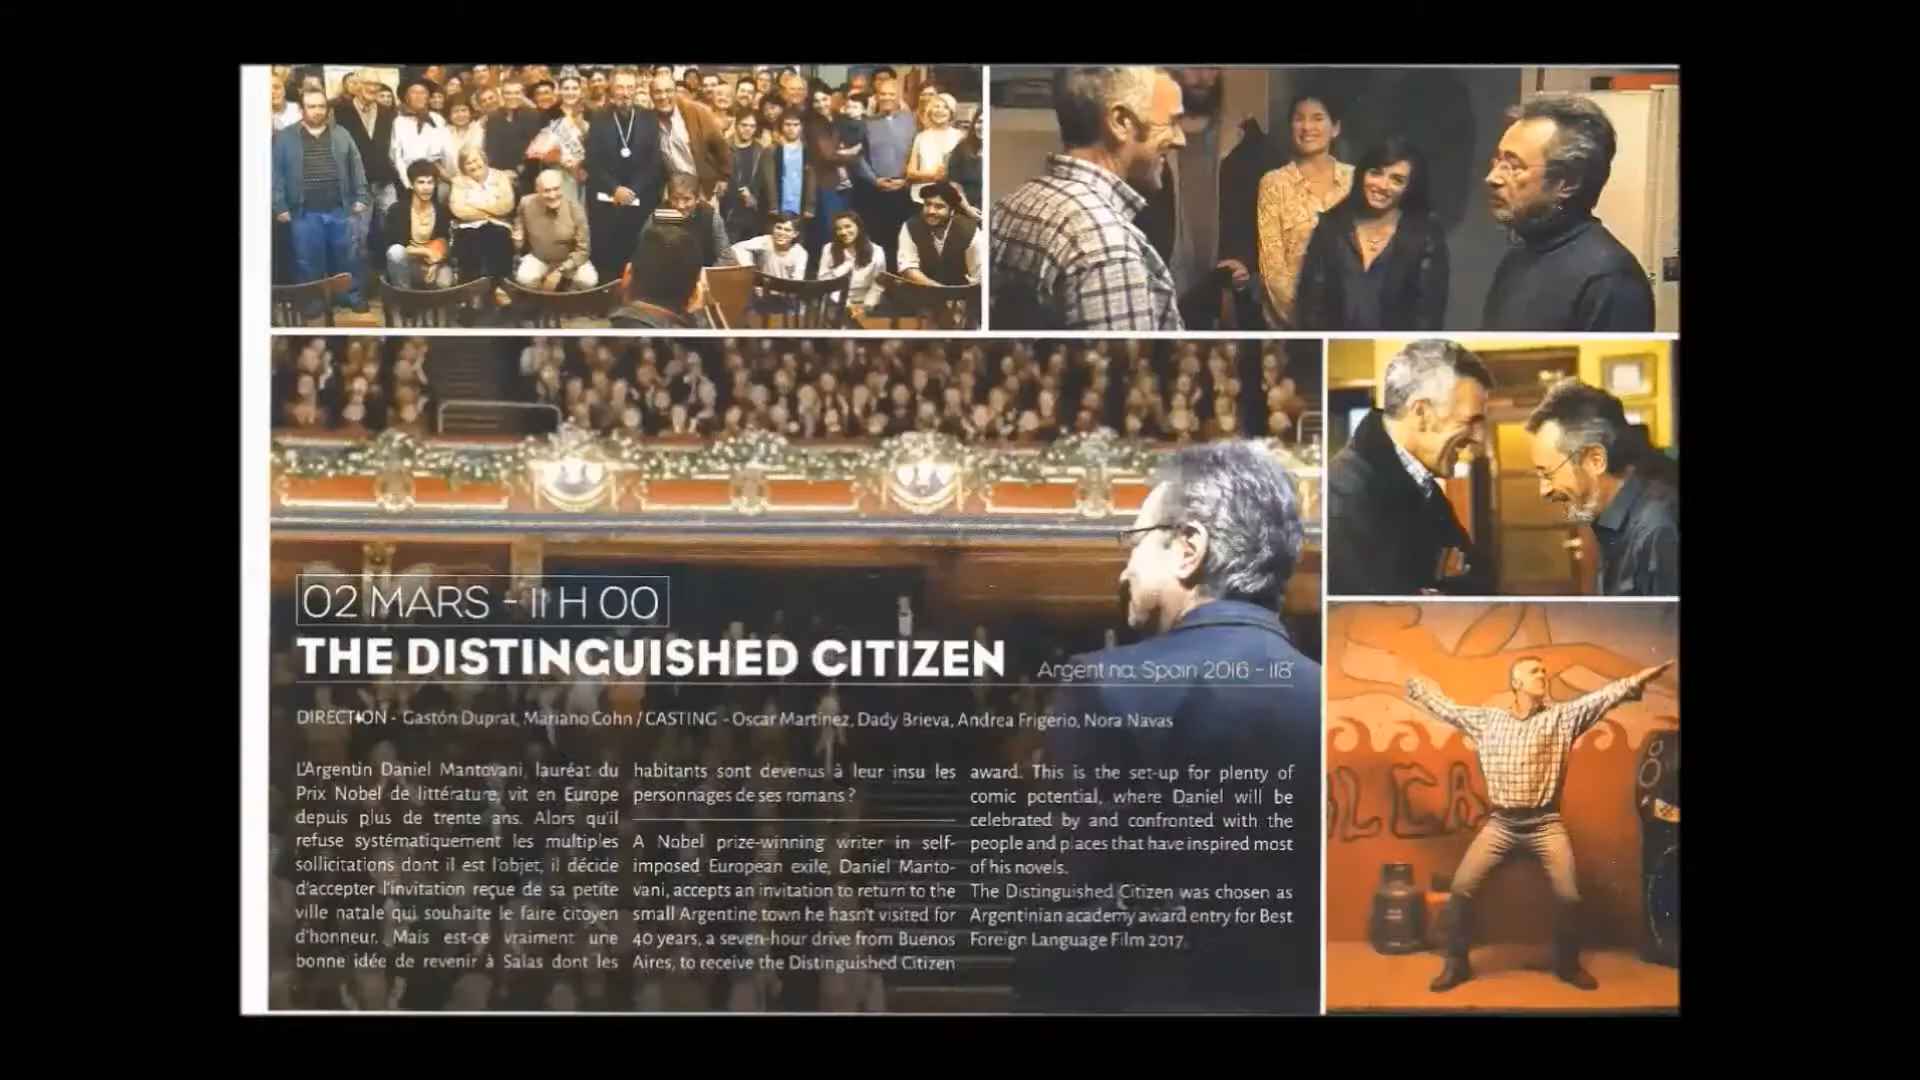 02 MARS - 11 H 00
THE DISTINGUISHED CITIZEN
Argentina, Spain 2016 - 118'
DIRECTION - Gastón Duprat, Mariano Cohn / CASTING - Oscar Martinez, Dady Brieva, Andrea Frigerio, Nora Navas
L'Argentin Daniel Mantovani, lauréat du
Prix Nobel de littérature, vit en Europe
depuis plus de trente ans. Alors qu'il
refuse systématiquement les multiples
sollicitations dont il est l'objet, il décide
d'accepter l'invitation reçue de sa petite
ville natale qui souhaite le faire citoyen
d'honneur. Mais est-ce vraiment une
bonne idée de revenir à Salas dont les
habitants sont devenus à leur insu les
personnages de ses romans ?
A Nobel prize-winning writer in self-
imposed European exile, Daniel Manto-
vani, accepts an invitation to return to the
small Argentine town he hasn't visited for
40 years, a seven-hour drive from Buenos
Aires, to receive the Distinguished Citizen
award. This is the set-up for plenty of
comic potential, where Daniel will be
celebrated by and confronted with the
people and places that have inspired most
of his novels.
The Distinguished Citizen was chosen as
Argentinian academy award entry for Best
Foreign Language Film 2017.